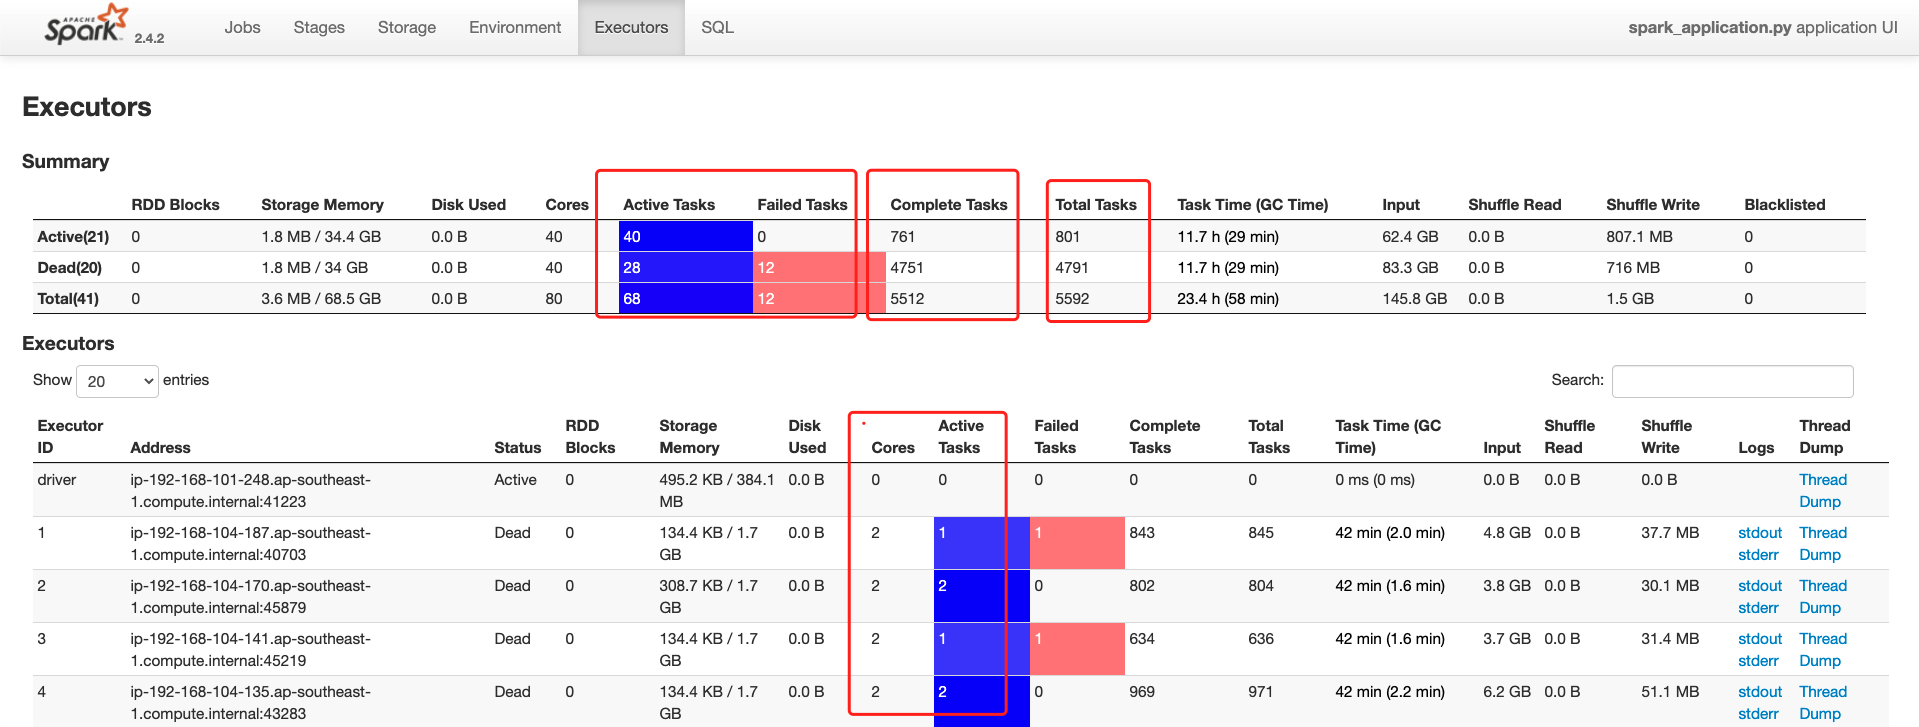 APACHE
Spark 2.4.2 Jobs Stages Storage Environment Executors SQL spark_application.py application UI
Executors
Summary
RDD Blocks Storage Memory Disk Used Cores Active Tasks Failed Tasks Complete Tasks Total Tasks Task Time (GC Time) Input Shuffle Read Shuffle Write Blacklisted
Active(21) 0 1.8 MB / 34.4 GB 0.0 B 40 40 0 761 801 11.7 h (29 min) 62.4 GB 0.0 B 807.1 MB 0
Dead(20) 0 1.8 MB / 34 GB 0.0 B 40 28 12 4751 4791 11.7 h (29 min) 83.3 GB 0.0 B 716 MB 0
Total(41) 0 3.6 MB / 68.5 GB 0.0 B 80 68 12 5512 5592 23.4 h (58 min) 145.8 GB 0.0 B 1.5 GB 0
Executors
Show 20 entries Search:
Executor RDD Storage Disk Active Failed Complete Total Task Time (GC Shuffle Shuffle Thread
ID Address Status Blocks Memory Used Cores Tasks Tasks Tasks Tasks Time) Input Read Write Logs Dump
driver ip-192-168-101-248.ap-southeast- Active 0 495.2 KB / 384.1 0.0 B 0 0 0 0 0 0 ms (0 ms) 0.0 B 0.0 B 0.0 B Thread
1.compute.internal:41223 MB Dump
1 ip-192-168-104-187.ap-southeast- Dead 0 134.4 KB / 1.7 0.0 B 2 1 1 843 845 42 min (2.0 min) 4.8 GB 0.0 B 37.7 MB stdout Thread
1.compute.internal:40703 GB stderr Dump
2 ip-192-168-104-170.ap-southeast- Dead 0 308.7 KB / 1.7 0.0 B 2 2 0 802 804 42 min (1.6 min) 3.8 GB 0.0 B 30.1 MB stdout Thread
1.compute.internal:45879 GB stderr Dump
3 ip-192-168-104-141.ap-southeast- Dead 0 134.4 KB / 1.7 0.0 B 2 1 1 634 636 42 min (1.6 min) 3.7 GB 0.0 B 31.4 MB stdout Thread
1.compute.internal:45219 GB stderr Dump
4 ip-192-168-104-135.ap-southeast- Dead 0 134.4 KB / 1.7 0.0 B 2 2 0 969 971 42 min (2.2 min) 6.2 GB 0.0 B 51.1 MB stdout Thread
1.compute.internal:43283 GB stderr Dump